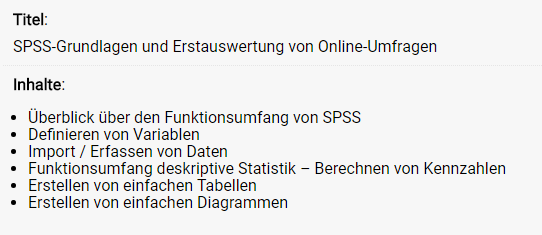 Titel:
SPSS-Grundlagen und Erstauswertung von Online-Umfragen
Inhalte:
• Überblick über den Funktionsumfang von SPSS
• Definieren von Variablen
• Import / Erfassen von Daten
• Funktionsumfang deskriptive Statistik – Berechnen von Kennzahlen
• Erstellen von einfachen Tabellen
• Erstellen von einfachen Diagrammen